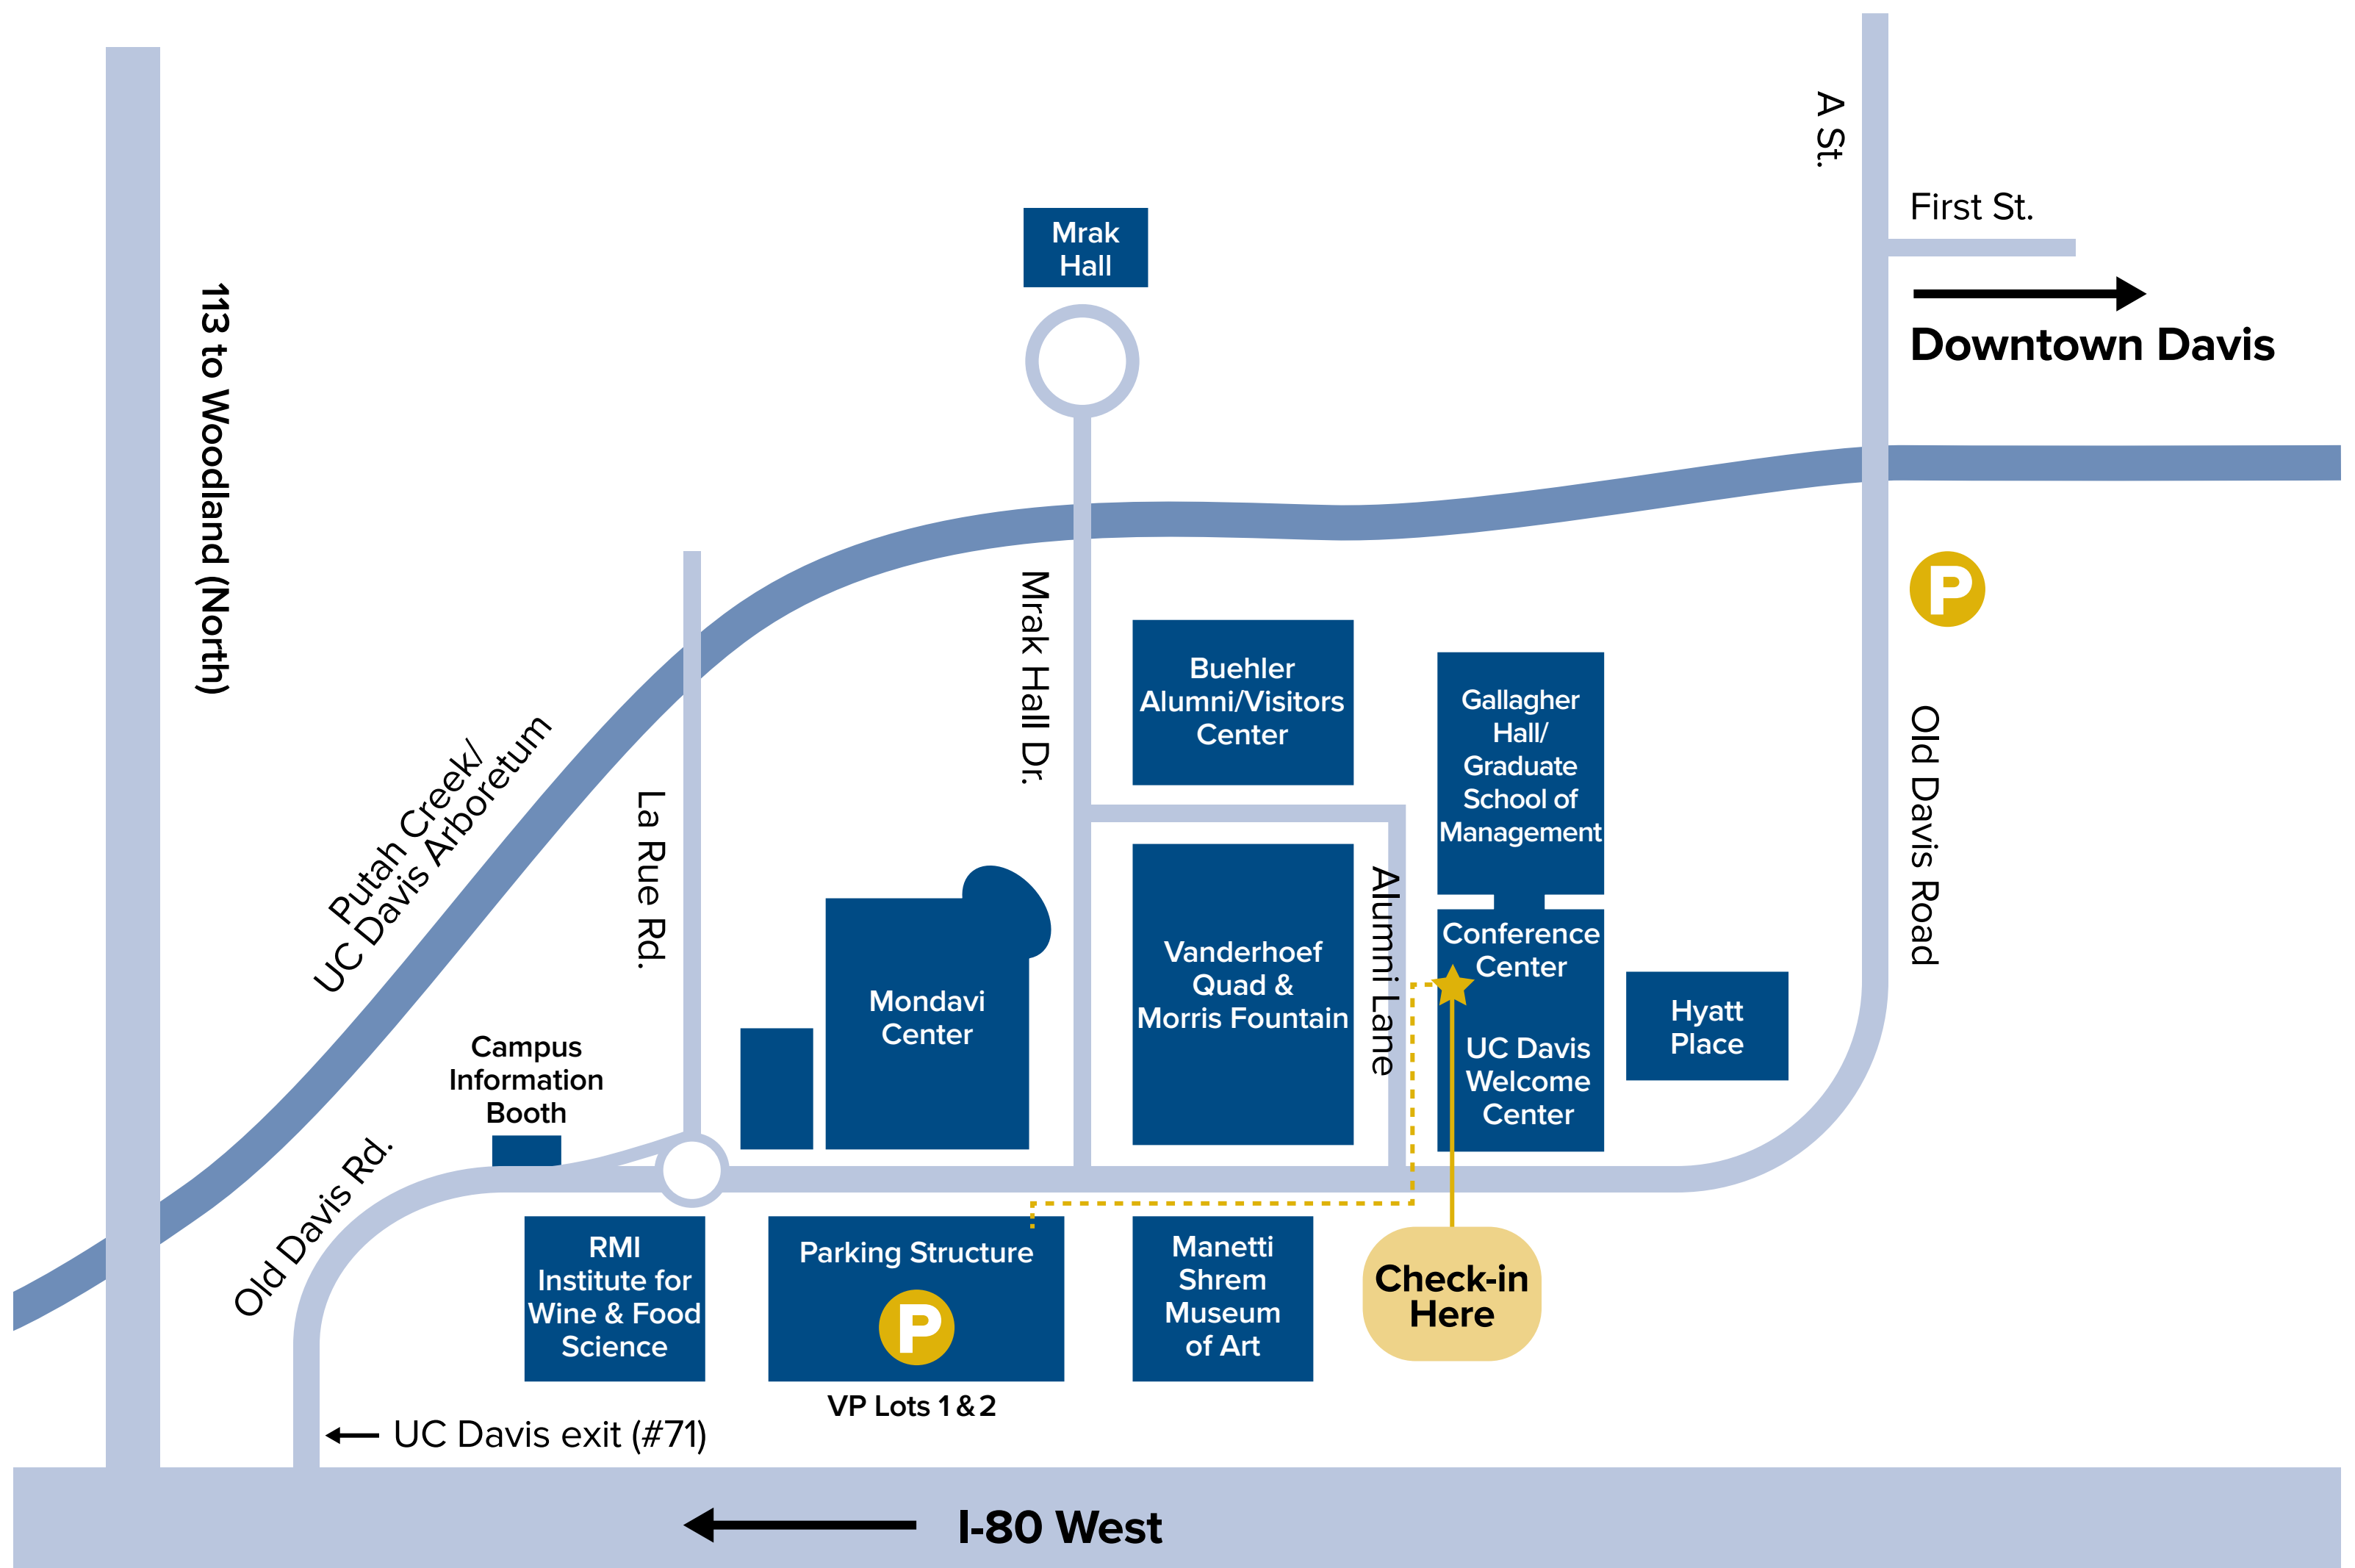 A St.
First St.
Downtown Davis
Mrak
Hall
113 to Woodland (North)
Mrak Hall Dr.
P
Buehler
Alumni/Visitors
Center
Gallagher
Hall/
Graduate
School of
Management
Old Davis Road
Putah Creek/
UC Davis Arboretum
La Rue Rd.
Alumni Lane
Mondavi
Center
Vanderhoef
Quad &
Morris Fountain
Conference
Center
UC Davis
Welcome
Center
Hyatt
Place
Campus
Information
Booth
Old Davis Rd.
RMI
Institute for
Wine & Food
Science
Parking Structure
P
VP Lots 1 & 2
Manetti
Shrem
Museum
of Art
Check-in
Here
UC Davis exit (#71)
I-80 West